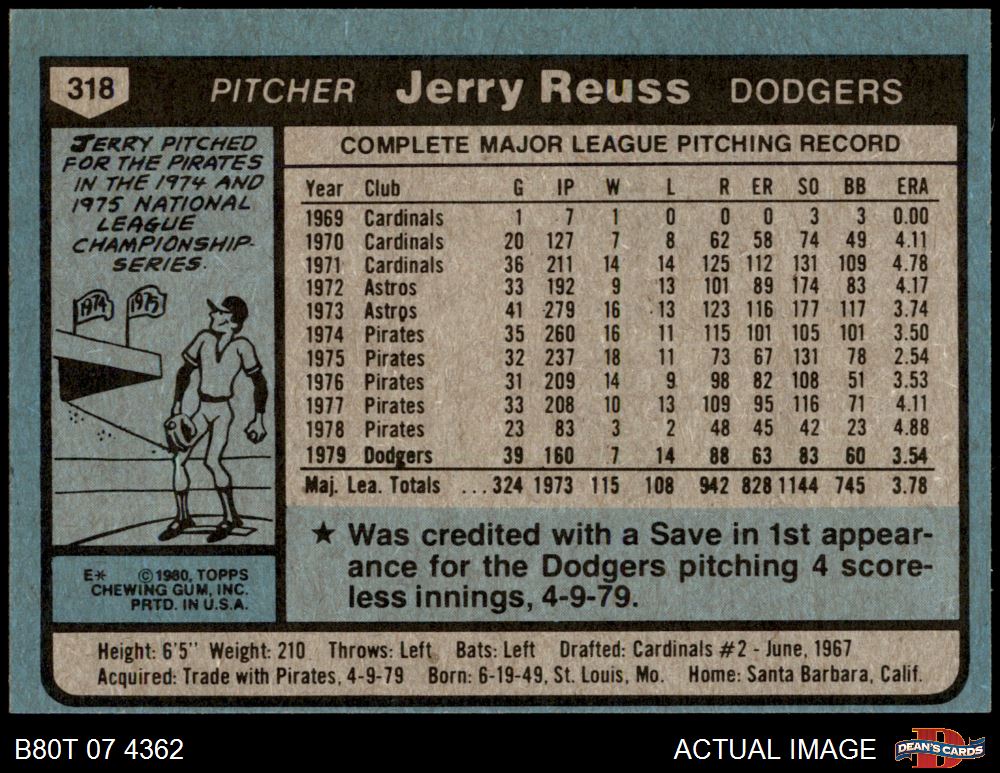 318 PITCHER Jerry Reuss DODGERS
JERRY PITCHED
FOR THE PIRATES
IN THE 1974 AND
1975 NATIONAL
LEAGUE
CHAMPIONSHIP
SERIES.
1974 1975
COMPLETE MAJOR LEAGUE PITCHING RECORD
Year Club G IP W L R ER SO BB ERA
1969 Cardinals 1 7 1 0 0 0 3 3 0.00
1970 Cardinals 20 127 7 8 62 58 74 49 4.11
1971 Cardinals 36 211 14 14 125 112 131 109 4.78
1972 Astros 33 192 9 13 101 89 174 83 4.17
1973 Astros 41 279 16 13 123 116 177 117 3.74
1974 Pirates 35 260 16 11 115 101 105 101 3.50
1975 Pirates 32 237 18 11 73 67 131 78 2.54
1976 Pirates 31 209 14 9 98 82 108 51 3.53
1977 Pirates 33 208 10 13 109 95 116 71 4.11
1978 Pirates 23 83 3 2 48 45 42 23 4.88
1979 Dodgers 39 160 7 14 88 63 83 60 3.54
Maj. Lea. Totals ...324 1973 115 108 942 828 1144 745 3.78
★ Was credited with a Save in 1st appear-
ance for the Dodgers pitching 4 score-
less innings, 4-9-79.
E* © 1980, TOPPS
CHEWING GUM, INC.
PRTD. IN U.S.A.
Height: 6'5" Weight: 210 Throws: Left Bats: Left Drafted: Cardinals #2 - June, 1967
Acquired: Trade with Pirates, 4-9-79 Born: 6-19-49, St. Louis, Mo. Home: Santa Barbara, Calif.
B80T 07 4362 ACTUAL IMAGE D DEAN'S CARDS